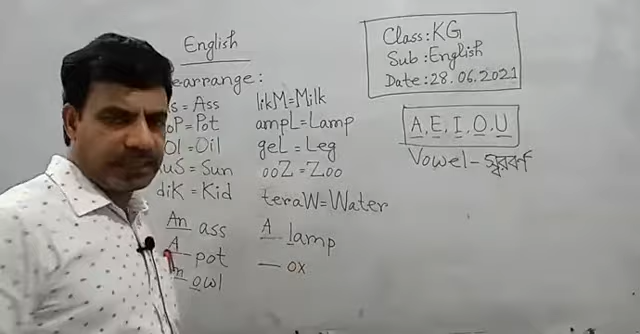 English
Class: KG
Sub: English
Date: 28.06.2021
earrange:
s = Ass
oP = Pot
Ol = Oil
uS = Sun
diK = Kid
likM = Milk
ampL = Lamp
geL = Leg
ooZ = Zoo
teraW = Water
A, E, I, O, U
Vowel - স্বরবর্ণ
An ass
A pot
n owl
A lamp
— ox